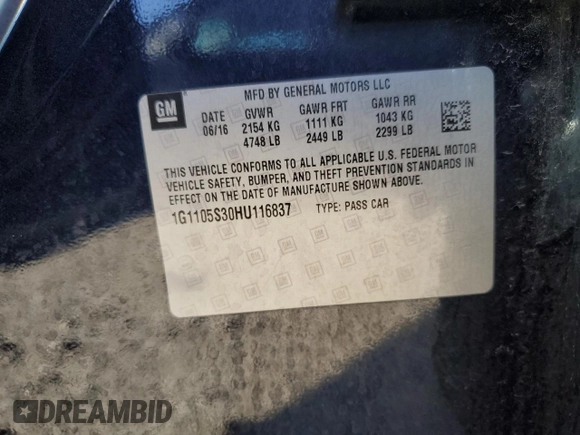 MFD BY GENERAL MOTORS LLC
GM
DATE GVWR GAWR FRT GAWR RR
06/16 2154 KG 1111 KG 1043 KG
4748 LB 2449 LB 2299 LB
THIS VEHICLE CONFORMS TO ALL APPLICABLE U.S. FEDERAL MOTOR
VEHICLE SAFETY, BUMPER, AND THEFT PREVENTION STANDARDS IN
EFFECT ON THE DATE OF MANUFACTURE SHOWN ABOVE.
1G1105S30HU116837 TYPE: PASS CAR
DREAMBID